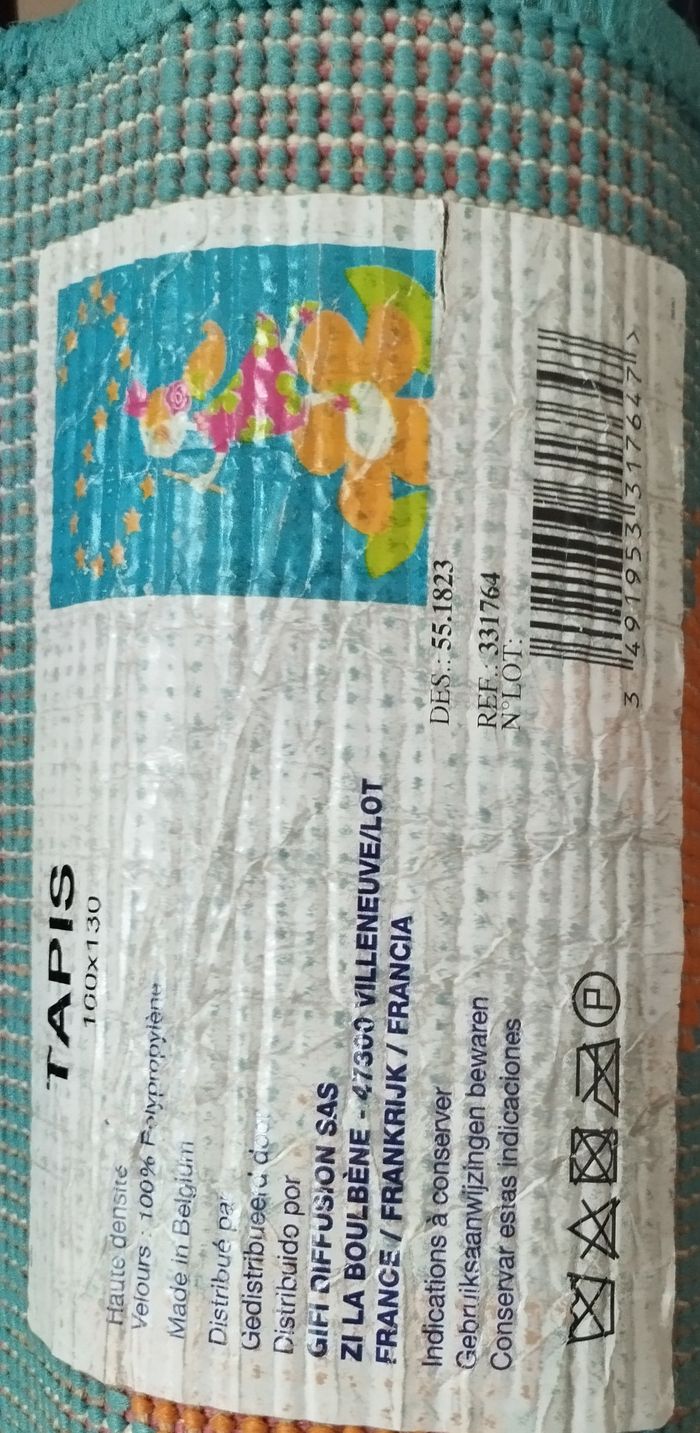 TAPIS
160x130
Haute densité
Velours : 100% Polypropylène
Made in Belgium
Distribué par
Gedistribueerd door
Distribuido por
GIFI DIFFUSION SAS
ZI LA BOULBÈNE - 47300 VILLENEUVE/LOT
FRANCE / FRANKRIJK / FRANCIA
Indications à conserver
Gebruiksaanwijzingen bewaren
Conservar estas indicaciones
P
DES.: 55.1823
REF.: 331764
N°LOT:
3 491953 317647 >